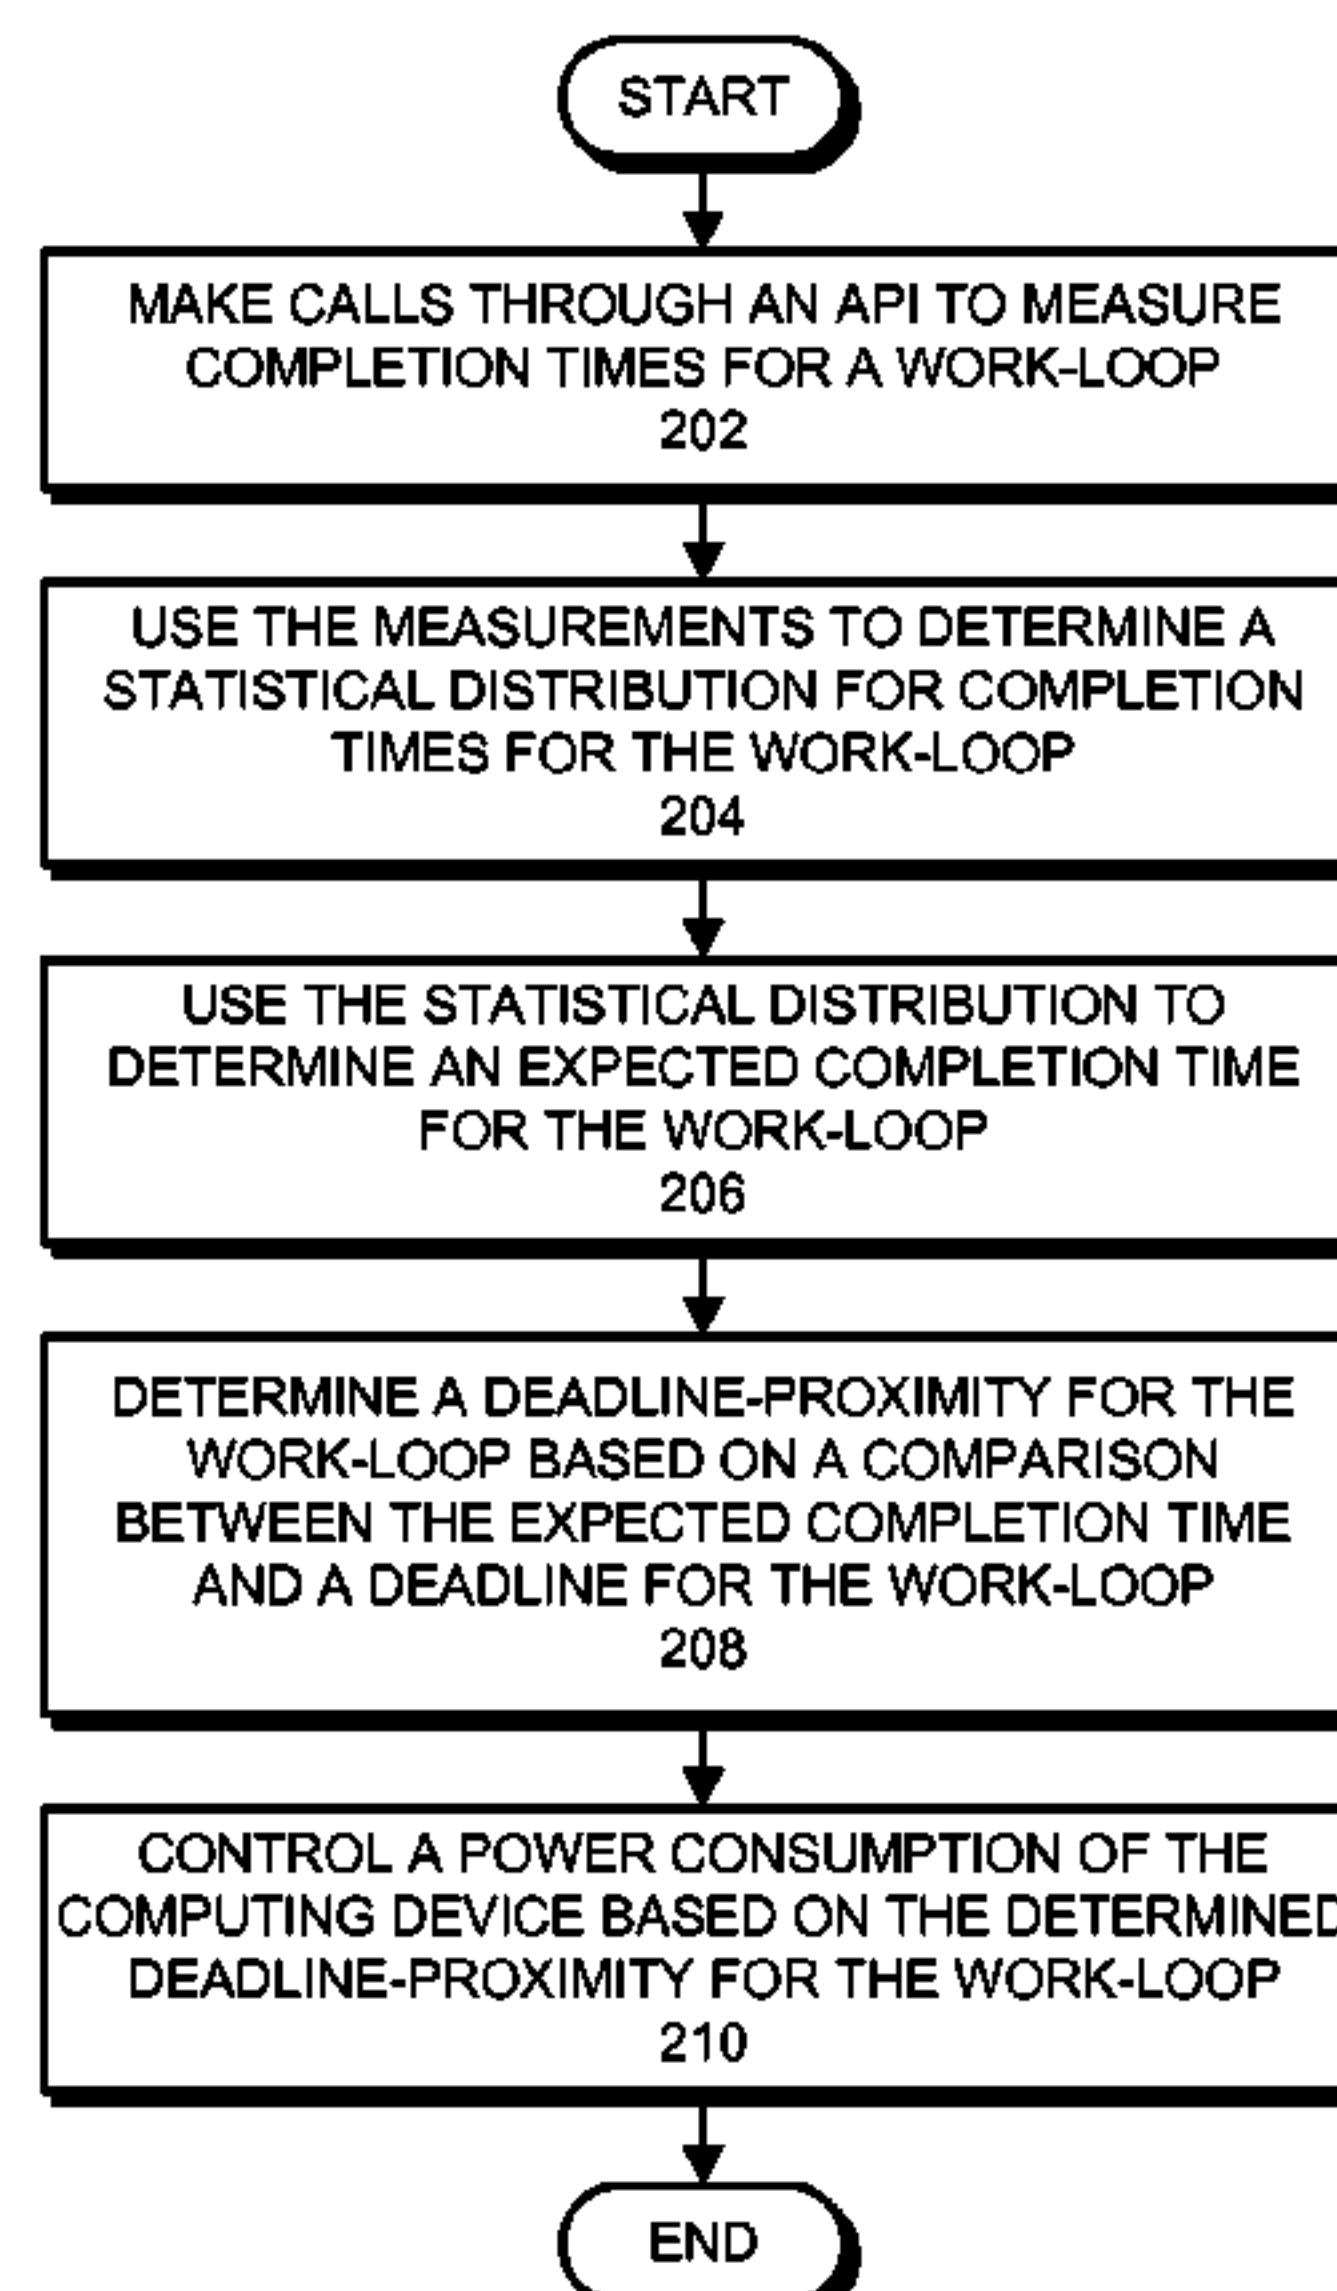 START
MAKE CALLS THROUGH AN API TO MEASURE
COMPLETION TIMES FOR A WORK-LOOP
202
USE THE MEASUREMENTS TO DETERMINE A
STATISTICAL DISTRIBUTION FOR COMPLETION
TIMES FOR THE WORK-LOOP
204
USE THE STATISTICAL DISTRIBUTION TO
DETERMINE AN EXPECTED COMPLETION TIME
FOR THE WORK-LOOP
206
DETERMINE A DEADLINE-PROXIMITY FOR THE
WORK-LOOP BASED ON A COMPARISON
BETWEEN THE EXPECTED COMPLETION TIME
AND A DEADLINE FOR THE WORK-LOOP
208
CONTROL A POWER CONSUMPTION OF THE
COMPUTING DEVICE BASED ON THE DETERMINED
DEADLINE-PROXIMITY FOR THE WORK-LOOP
210
END